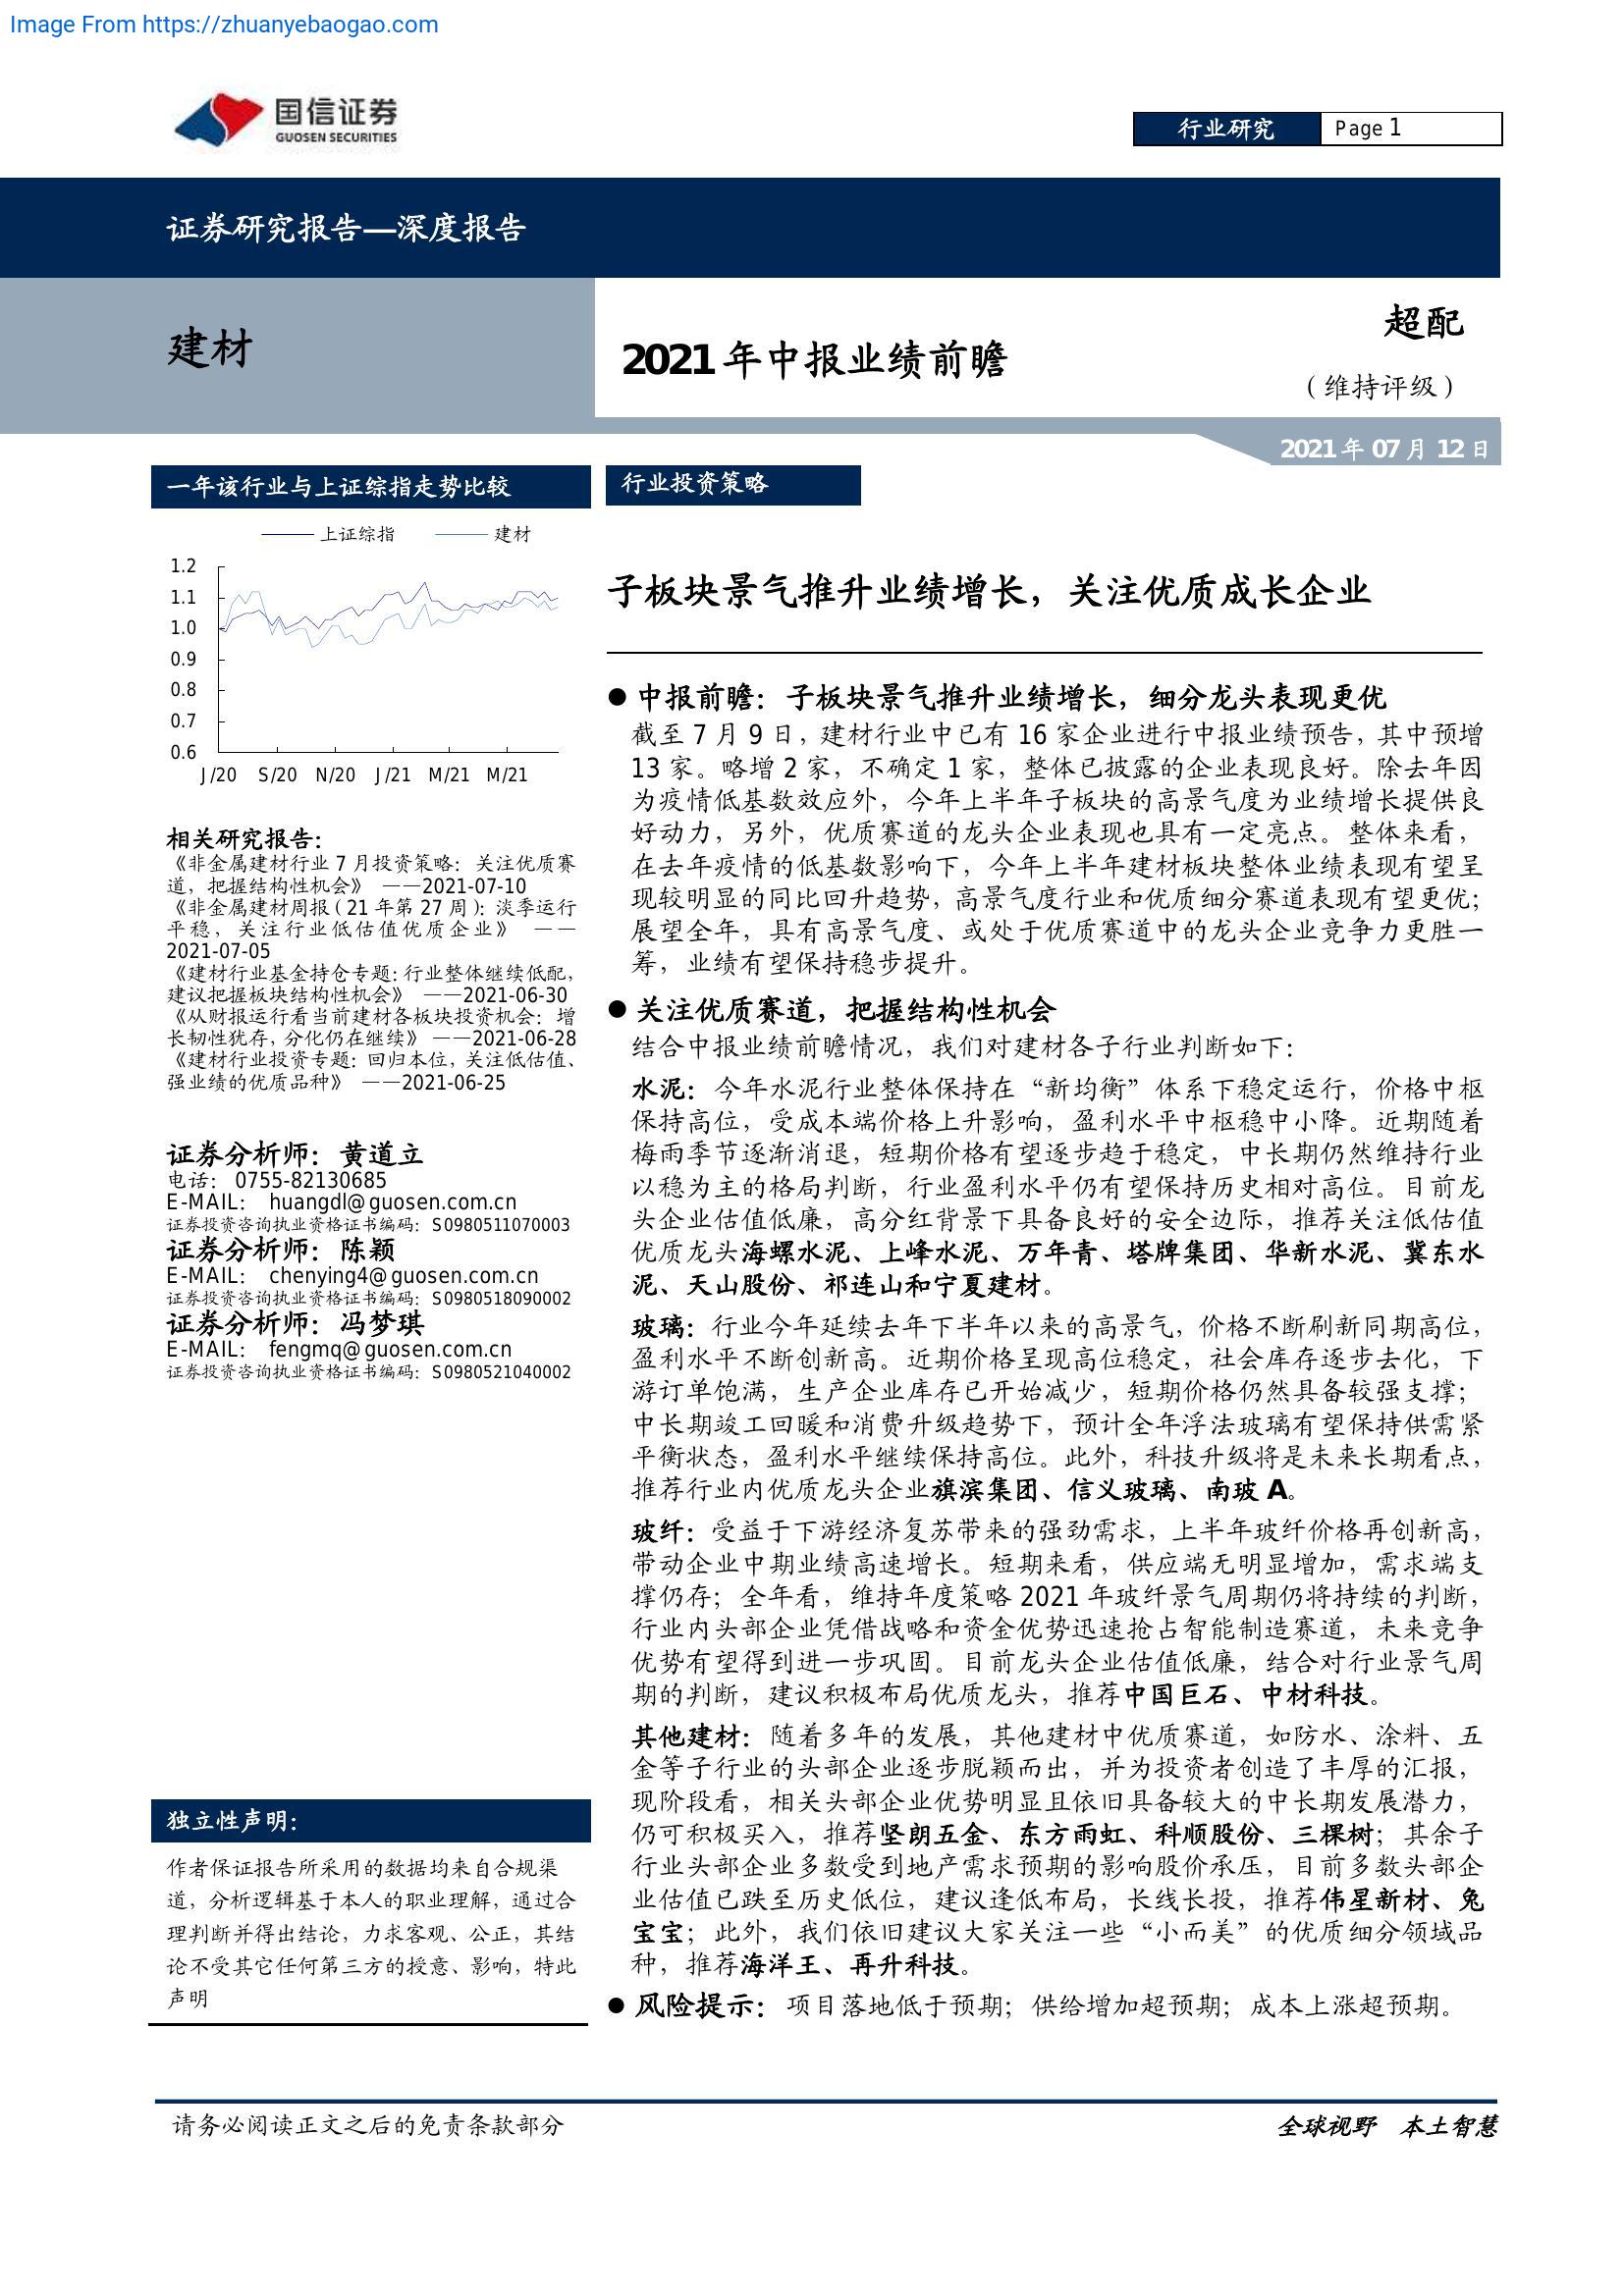 Image From https://zhuanyebaogao.com
国信证券
GUOSEN SECURITIES
行业研究
Page 1
证券研究报告—深度报告
建材
2021 年中报业绩前瞻
超配
（维持评级）
2021 年 07 月 12 日
一年该行业与上证综指走势比较
上证综指 建材
1.2
1.1
1.0
0.9
0.8
0.7
0.6
J/20 S/20 N/20 J/21 M/21 M/21
相关研究报告：
《非金属建材行业 7 月投资策略：关注优质赛
道，把握结构性机会》 ——2021-07-10
《非金属建材周报（21 年第 27 周）：淡季运行
平稳，关注行业低估值优质企业》 ——
2021-07-05
《建材行业基金持仓专题：行业整体继续低配，
建议把握板块结构性机会》 ——2021-06-30
《从财报运行看当前建材各板块投资机会：增
长韧性犹存，分化仍在继续》 ——2021-06-28
《建材行业投资专题：回归本位，关注低估值、
强业绩的优质品种》 ——2021-06-25
证券分析师：黄道立
电话： 0755-82130685
E-MAIL： huangdl@guosen.com.cn
证券投资咨询执业资格证书编码：S0980511070003
证券分析师：陈颖
E-MAIL： chenying4@guosen.com.cn
证券投资咨询执业资格证书编码：S0980518090002
证券分析师：冯梦琪
E-MAIL： fengmq@guosen.com.cn
证券投资咨询执业资格证书编码：S0980521040002
独立性声明：
作者保证报告所采用的数据均来自合规渠
道，分析逻辑基于本人的职业理解，通过合
理判断并得出结论，力求客观、公正，其结
论不受其它任何第三方的授意、影响，特此
声明
行业投资策略
子板块景气推升业绩增长，关注优质成长企业
● 中报前瞻：子板块景气推升业绩增长，细分龙头表现更优
截至 7 月 9 日，建材行业中已有 16 家企业进行中报业绩预告，其中预增
13 家。略增 2 家，不确定 1 家，整体已披露的企业表现良好。除去年因
为疫情低基数效应外，今年上半年子板块的高景气度为业绩增长提供良
好动力，另外，优质赛道的龙头企业表现也具有一定亮点。整体来看，
在去年疫情的低基数影响下，今年上半年建材板块整体业绩表现有望呈
现较明显的同比回升趋势，高景气度行业和优质细分赛道表现有望更优；
展望全年，具有高景气度、或处于优质赛道中的龙头企业竞争力更胜一
筹，业绩有望保持稳步提升。
● 关注优质赛道，把握结构性机会
结合中报业绩前瞻情况，我们对建材各子行业判断如下：
水泥：今年水泥行业整体保持在“新均衡”体系下稳定运行，价格中枢
保持高位，受成本端价格上升影响，盈利水平中枢稳中小降。近期随着
梅雨季节逐渐消退，短期价格有望逐步趋于稳定，中长期仍然维持行业
以稳为主的格局判断，行业盈利水平仍有望保持历史相对高位。目前龙
头企业估值低廉，高分红背景下具备良好的安全边际，推荐关注低估值
优质龙头海螺水泥、上峰水泥、万年青、塔牌集团、华新水泥、冀东水
泥、天山股份、祁连山和宁夏建材。
玻璃：行业今年延续去年下半年以来的高景气，价格不断刷新同期高位，
盈利水平不断创新高。近期价格呈现高位稳定，社会库存逐步去化，下
游订单饱满，生产企业库存已开始减少，短期价格仍然具备较强支撑；
中长期竣工回暖和消费升级趋势下，预计全年浮法玻璃有望保持供需紧
平衡状态，盈利水平继续保持高位。此外，科技升级将是未来长期看点，
推荐行业内优质龙头企业旗滨集团、信义玻璃、南玻 A。
玻纤：受益于下游经济复苏带来的强劲需求，上半年玻纤价格再创新高，
带动企业中期业绩高速增长。短期来看，供应端无明显增加，需求端支
撑仍存；全年看，维持年度策略 2021 年玻纤景气周期仍将持续的判断，
行业内头部企业凭借战略和资金优势迅速抢占智能制造赛道，未来竞争
优势有望得到进一步巩固。目前龙头企业估值低廉，结合对行业景气周
期的判断，建议积极布局优质龙头，推荐中国巨石、中材科技。
其他建材：随着多年的发展，其他建材中优质赛道，如防水、涂料、五
金等子行业的头部企业逐步脱颖而出，并为投资者创造了丰厚的汇报，
现阶段看，相关头部企业优势明显且依旧具备较大的中长期发展潜力，
仍可积极买入，推荐坚朗五金、东方雨虹、科顺股份、三棵树；其余子
行业头部企业多数受到地产需求预期的影响股价承压，目前多数头部企
业估值已跌至历史低位，建议逢低布局，长线长投，推荐伟星新材、兔
宝宝；此外，我们依旧建议大家关注一些“小而美”的优质细分领域品
种，推荐海洋王、再升科技。
● 风险提示：项目落地低于预期；供给增加超预期；成本上涨超预期。
请务必阅读正文之后的免责条款部分
全球视野 本土智慧